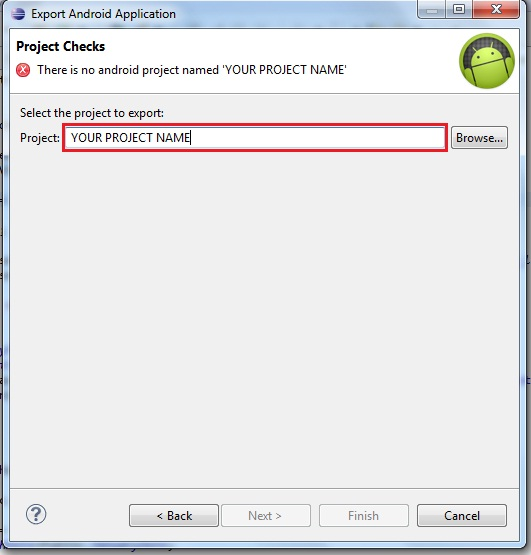 Export Android Application
Project Checks
There is no android project named 'YOUR PROJECT NAME'
Select the project to export:
Project: YOUR PROJECT NAME Browse...
? < Back Next > Finish Cancel